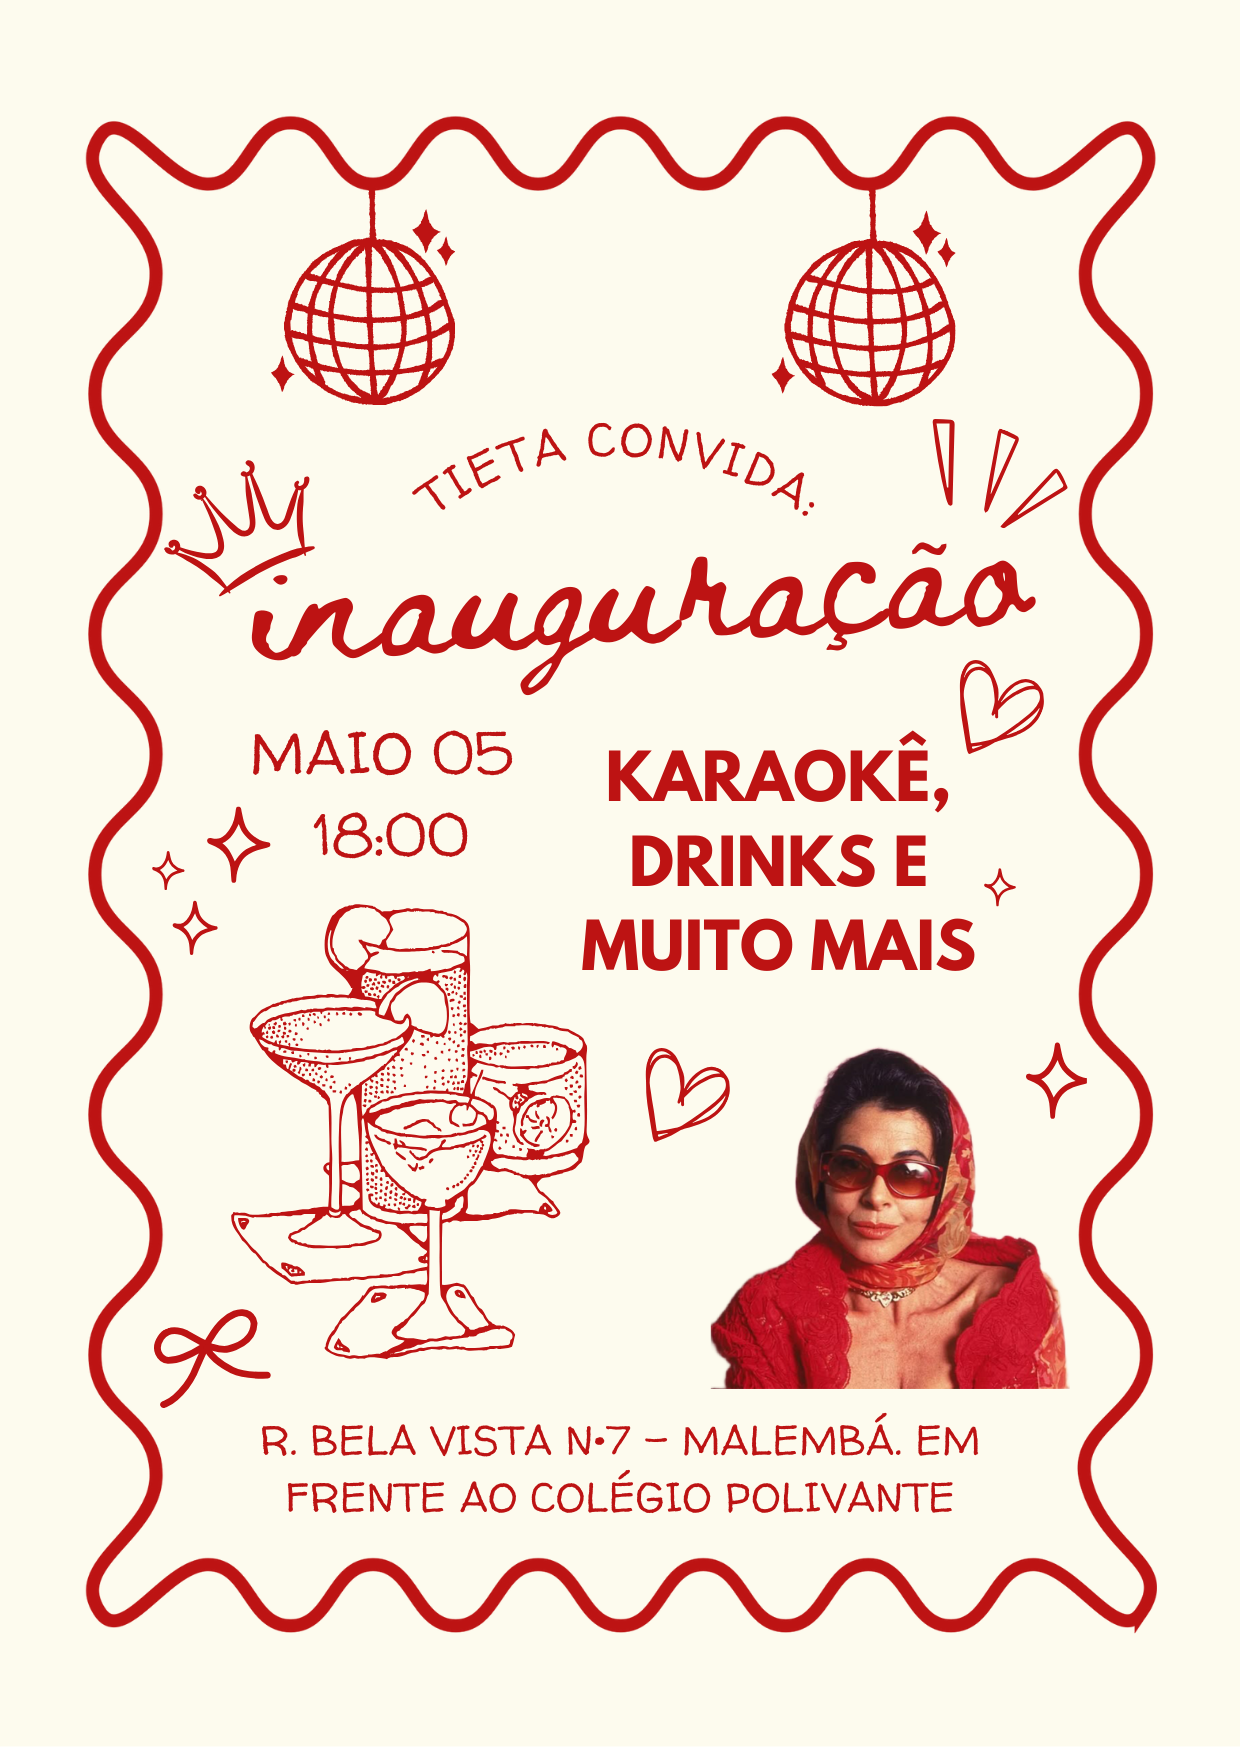 TIETA CONVIDA:
inauguração
MAIO 05
18:00
KARAOKÊ,
DRINKS E
MUITO MAIS
R. BELA VISTA N•7 - MALEMBÁ. EM
FRENTE AO COLÉGIO POLIVANTE